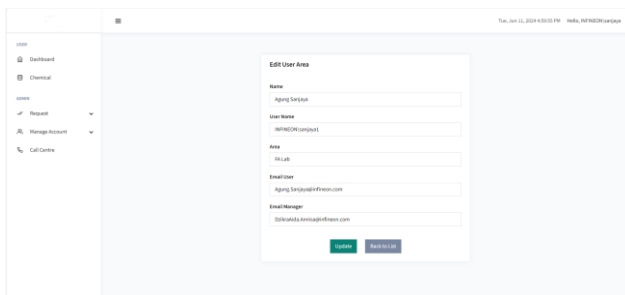 Tue, Jun 11, 2024 4:50:55 PM Hello, INFINEON\sanjaya
USER
Dashboard
Chemical
ADMIN
Request
Manage Account
Call Centre
Edit User Area
Name
Agung Sanjaya
User Name
INFINEON\sanjaya1
Area
FA Lab
Email User
Agung.Sanjaya@infineon.com
Email Manager
DzikraAida.Annisa@infineon.com
Update
Back to List